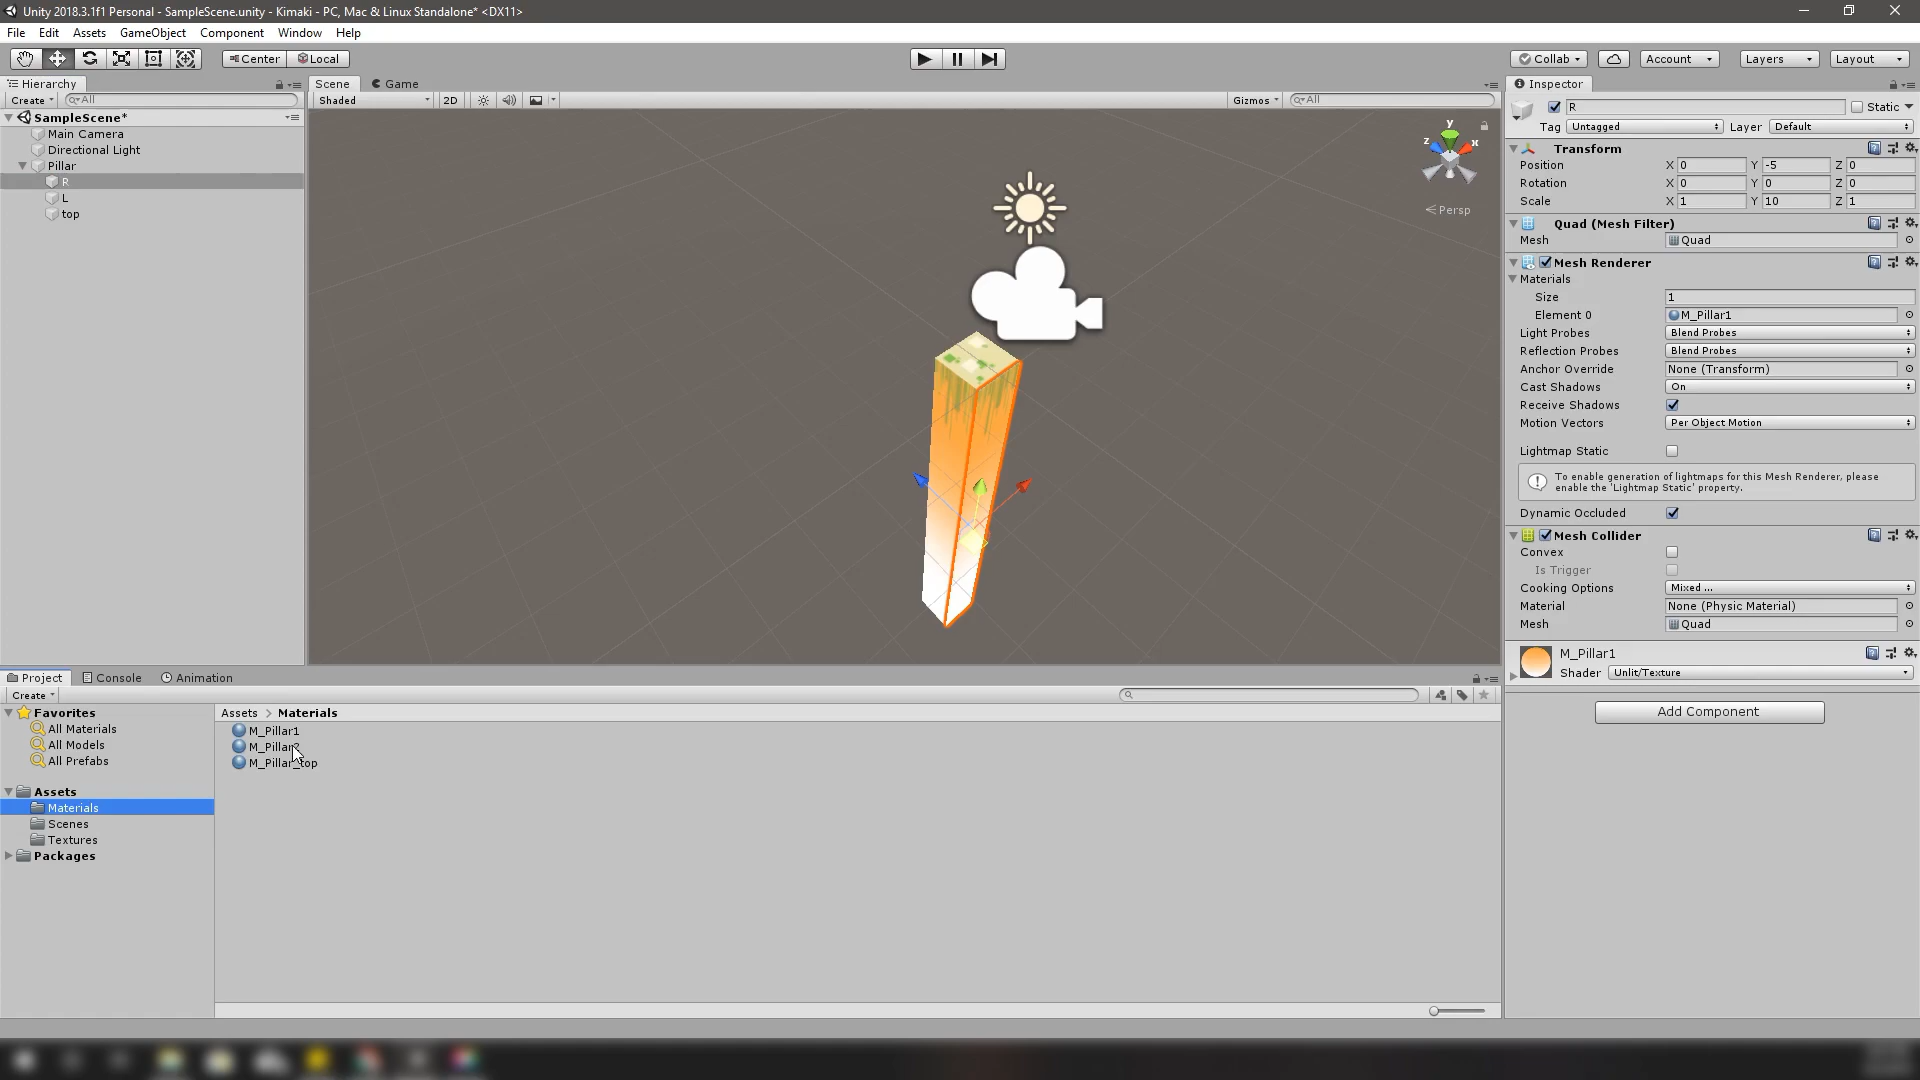 Unity 2018.3.1f1 Personal - SampleScene.unity - Kimaki - PC, Mac & Linux Standalone* <DX11>
File Edit Assets GameObject Component Window Help
Center Local
Collab Account Layers Layout
Hierarchy
Create All
SampleScene*
Main Camera
Directional Light
Pillar
R
L
top
Scene Game
Shaded 2D Gizmos All
y
z x
Persp
Inspector
R Static
Tag Untagged Layer Default
Transform
Position X 0 Y -5 Z 0
Rotation X 0 Y 0 Z 0
Scale X 1 Y 10 Z 1
Quad (Mesh Filter)
Mesh Quad
Mesh Renderer
Materials
Size 1
Element 0 M_Pillar1
Light Probes Blend Probes
Reflection Probes Blend Probes
Anchor Override None (Transform)
Cast Shadows On
Receive Shadows
Motion Vectors Per Object Motion
Lightmap Static
To enable generation of lightmaps for this Mesh Renderer, please
enable the 'Lightmap Static' property.
Dynamic Occluded
Mesh Collider
Convex
Is Trigger
Cooking Options Mixed ...
Material None (Physic Material)
Mesh Quad
M_Pillar1
Shader Unlit/Texture
Add Component
Project Console Animation
Create
Favorites
All Materials
All Models
All Prefabs
Assets
Materials
Scenes
Textures
Packages
Assets > Materials
M_Pillar1
M_Pillar2
M_Pillar_top